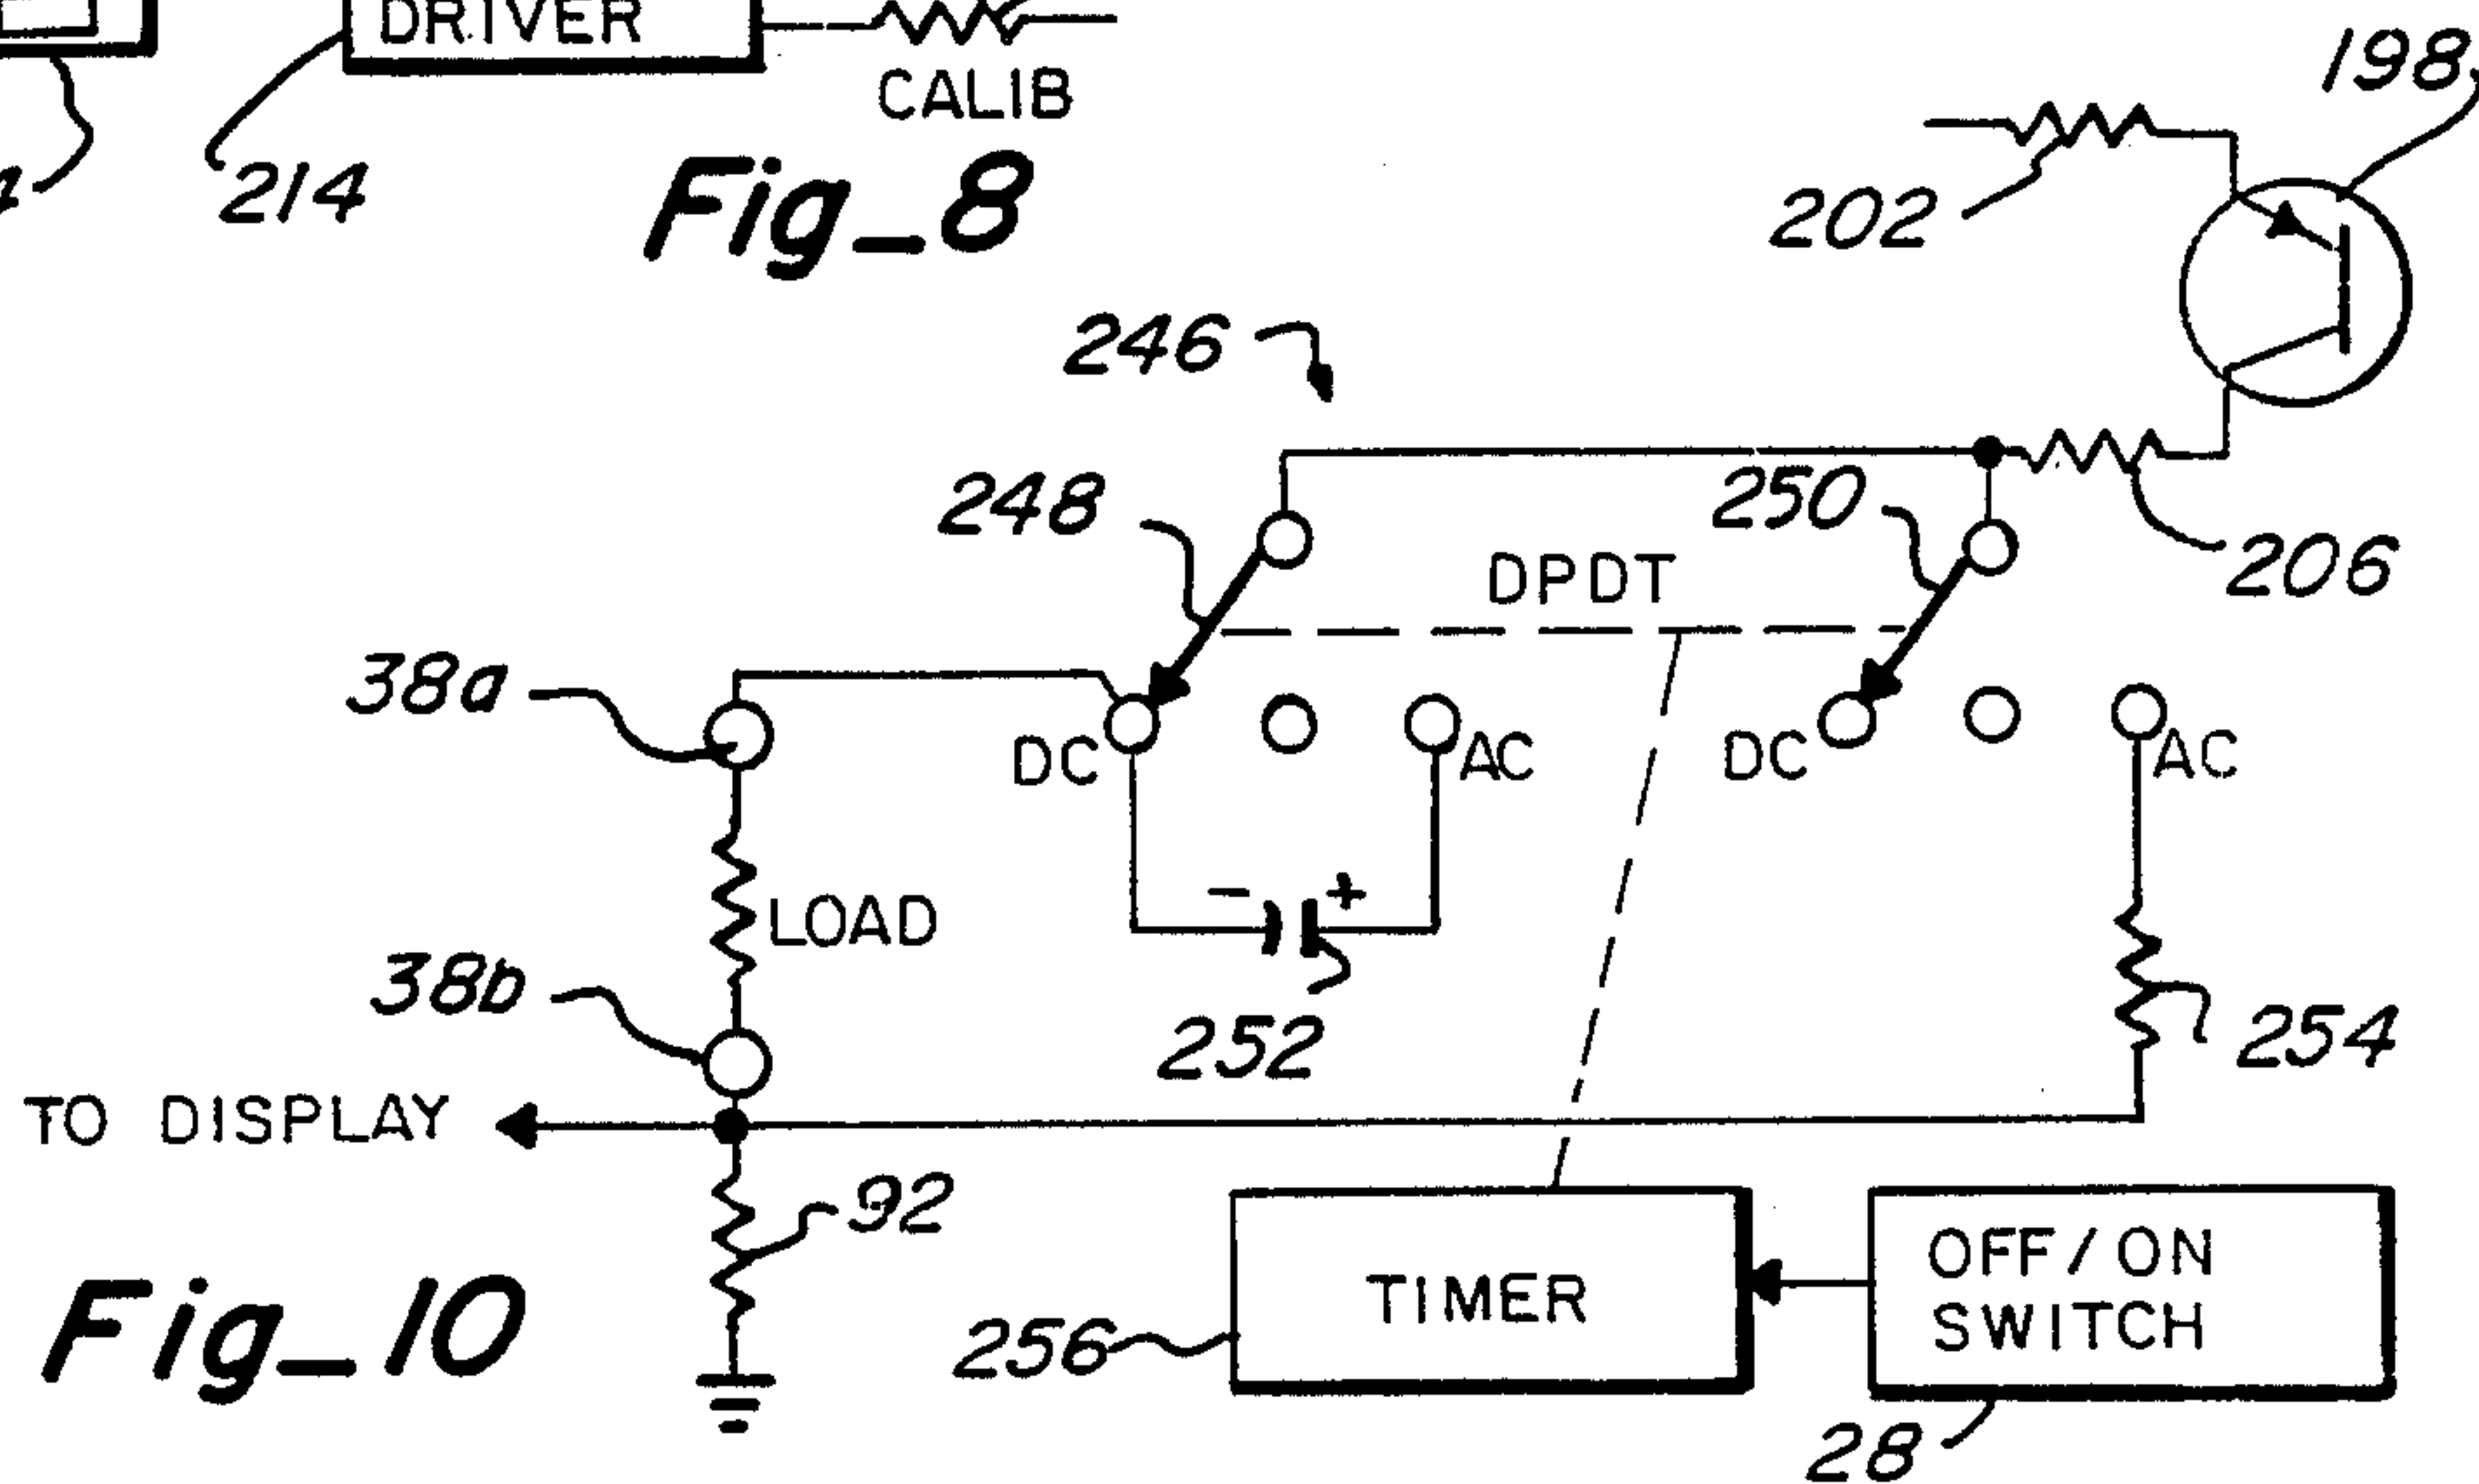 DRIVER
CALIB
198
4
214
202
Fig_8
246
248
250
DPDT
206
38a
DC
AC
DC
AC
- +
LOAD
38b
252
254
TO DISPLAY
92
OFF/ON
SWITCH
TIMER
Fig_10
256
28